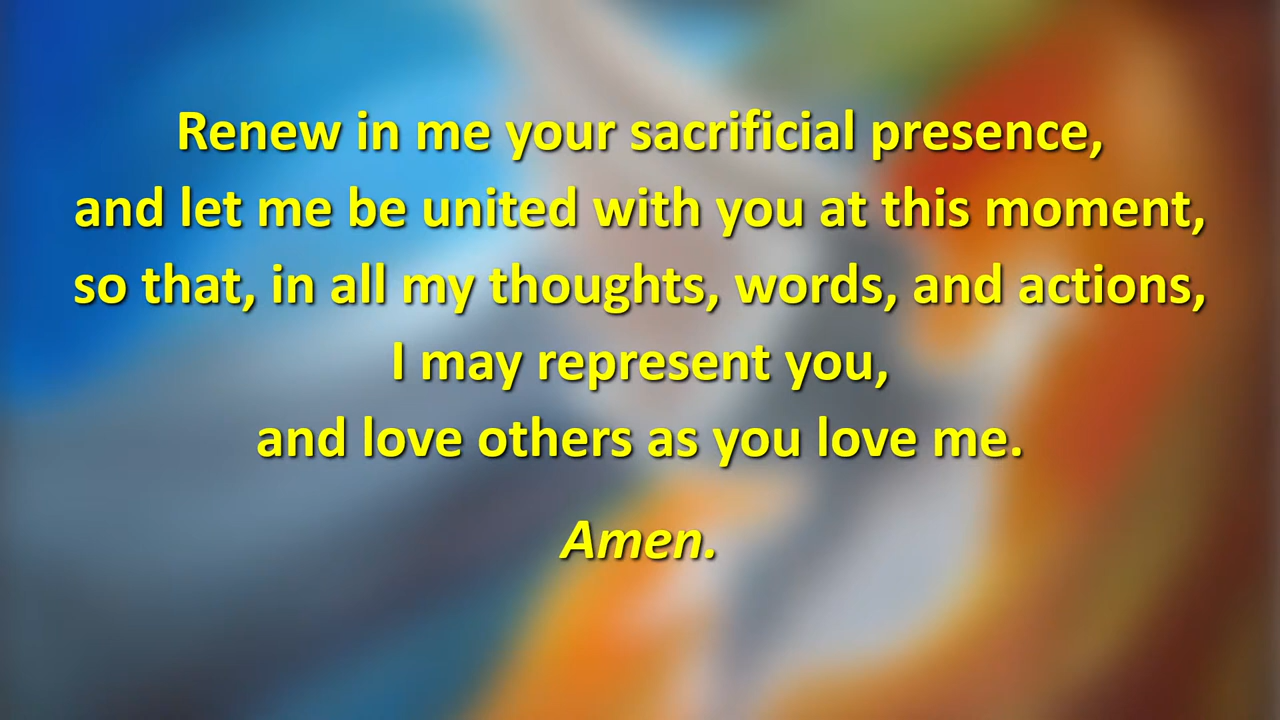 Renew in me your sacrificial presence,
and let me be united with you at this moment,
so that, in all my thoughts, words, and actions,
I may represent you,
and love others as you love me.
Amen.